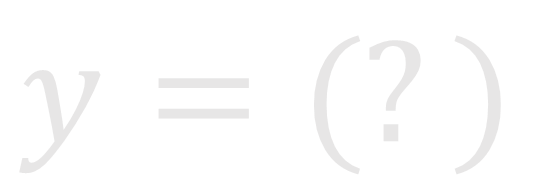 y = (? )